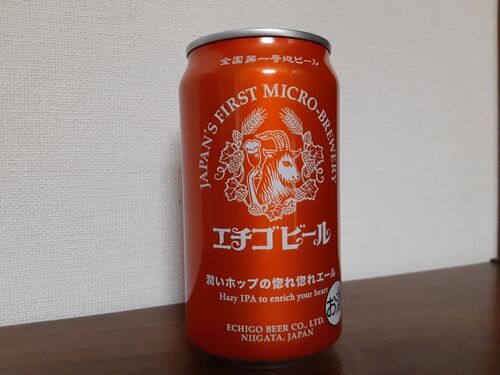 全国第一号地ビール
JAPAN'S FIRST MICRO-BREWERY
エチゴビール
潤いホップの惚れ惚れエール
Hazy IPA to enrich your heart
お酒
ECHIGO BEER CO., LTD.
NIIGATA, JAPAN